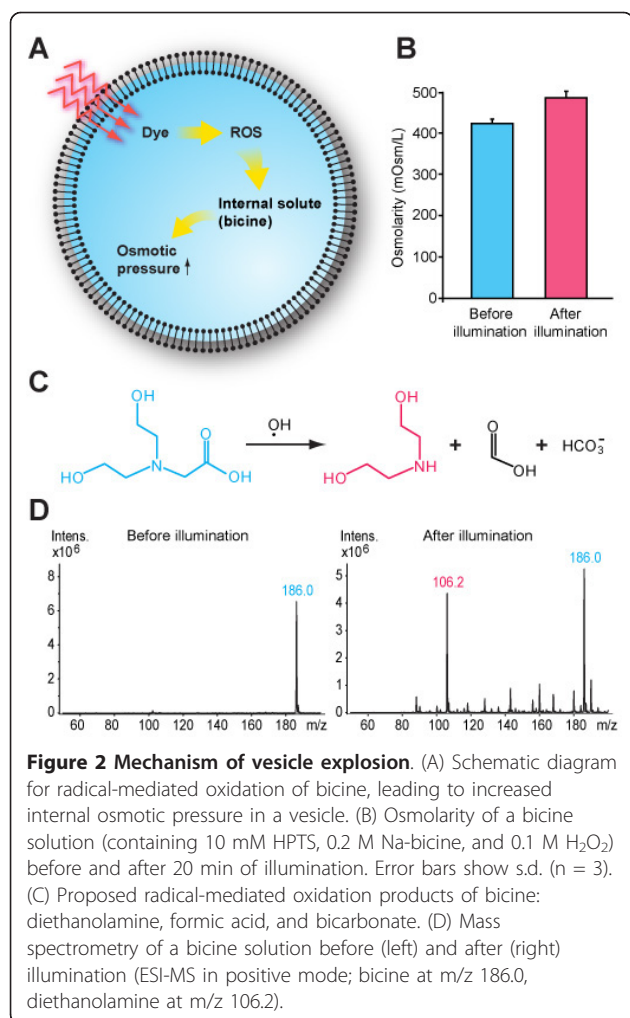 A
Dye
ROS
Internal solute
(bicine)
Osmotic
pressure ↑
B
Osmolarity (mOsm/L)
500
400
300
200
100
0
Before
illumination
After
illumination
C
OH
HO
N
O
OH
•OH
OH
HO
NH
+
O
OH
+
HCO₃⁻
D
Intens.
x10⁶
Before illumination
186.0
8
6
4
2
0
60 80 100 120 140 160 180 m/z
Intens.
x10⁶
After illumination
106.2
186.0
5
4
3
2
1
0
60 80 100 120 140 160 180 m/z
Figure 2 Mechanism of vesicle explosion. (A) Schematic diagram
for radical-mediated oxidation of bicine, leading to increased
internal osmotic pressure in a vesicle. (B) Osmolarity of a bicine
solution (containing 10 mM HPTS, 0.2 M Na-bicine, and 0.1 M H₂O₂)
before and after 20 min of illumination. Error bars show s.d. (n = 3).
(C) Proposed radical-mediated oxidation products of bicine:
diethanolamine, formic acid, and bicarbonate. (D) Mass
spectrometry of a bicine solution before (left) and after (right)
illumination (ESI-MS in positive mode; bicine at m/z 186.0,
diethanolamine at m/z 106.2).